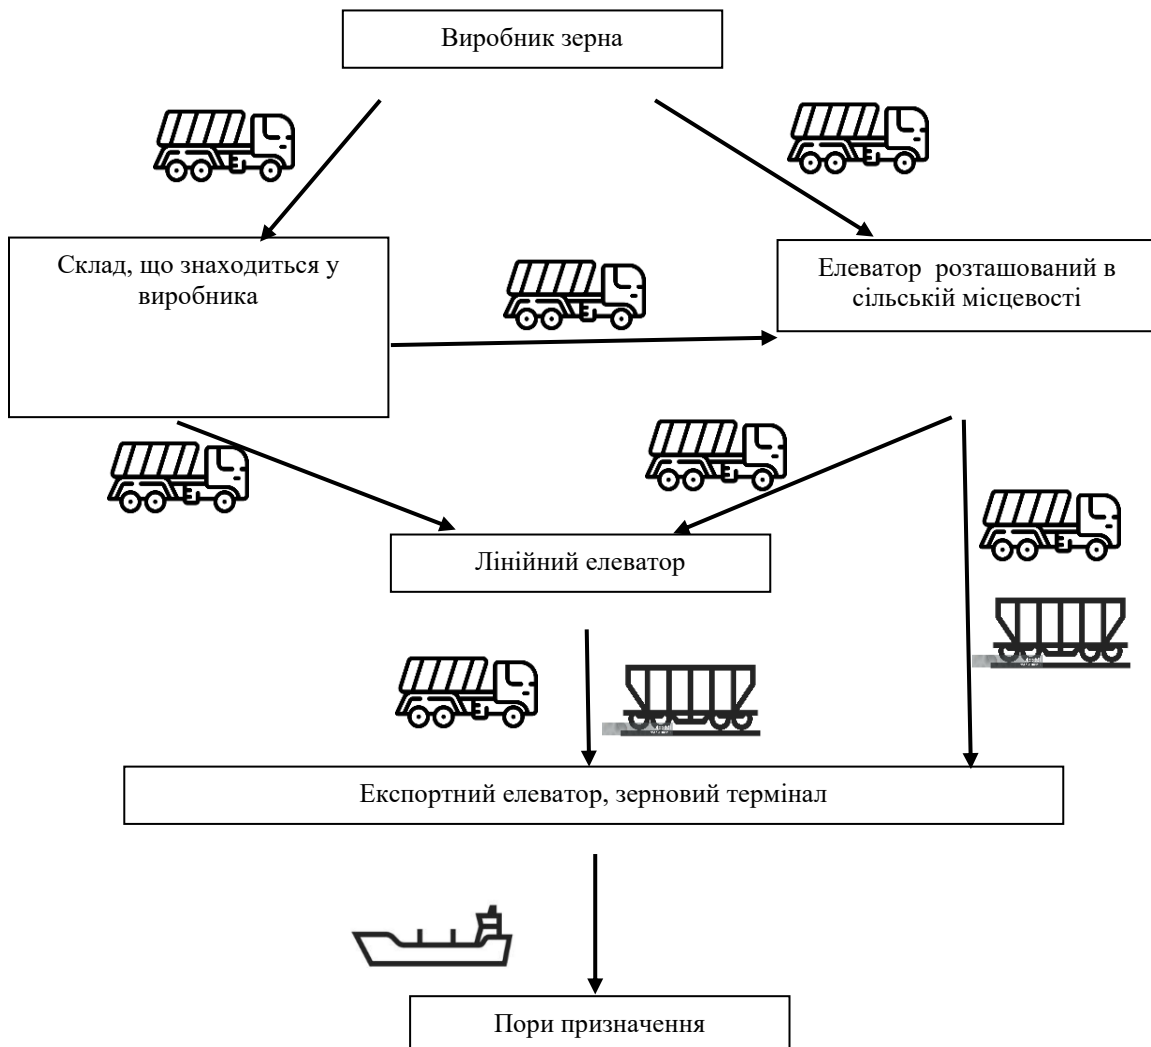 Виробник зерна
Склад, що знаходиться у
виробника
Елеватор розташований в
сільській місцевості
Лінійний елеватор
Експортний елеватор, зерновий термінал
Пори призначення